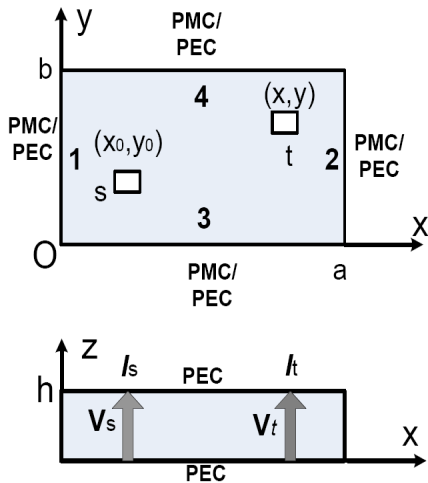 y
PMC/
PEC
b
4
(x,y)
PMC/
PEC
1
(x₀,y₀)
2
PMC/
PEC
s
t
3
x
O
a
PMC/
PEC
z
Is
It
h
PEC
Vs
Vt
x
PEC